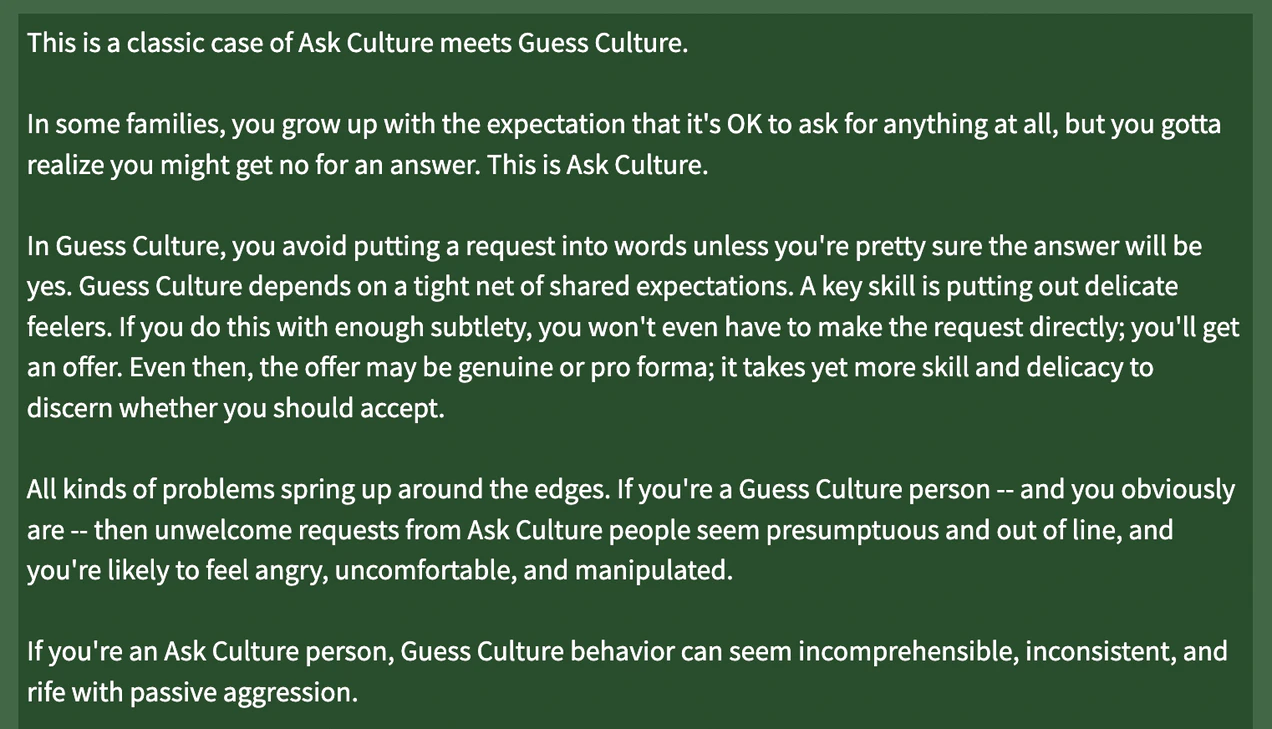 This is a classic case of Ask Culture meets Guess Culture.
In some families, you grow up with the expectation that it's OK to ask for anything at all, but you gotta
realize you might get no for an answer. This is Ask Culture.
In Guess Culture, you avoid putting a request into words unless you're pretty sure the answer will be
yes. Guess Culture depends on a tight net of shared expectations. A key skill is putting out delicate
feelers. If you do this with enough subtlety, you won't even have to make the request directly; you'll get
an offer. Even then, the offer may be genuine or pro forma; it takes yet more skill and delicacy to
discern whether you should accept.
All kinds of problems spring up around the edges. If you're a Guess Culture person -- and you obviously
are -- then unwelcome requests from Ask Culture people seem presumptuous and out of line, and
you're likely to feel angry, uncomfortable, and manipulated.
If you're an Ask Culture person, Guess Culture behavior can seem incomprehensible, inconsistent, and
rife with passive aggression.